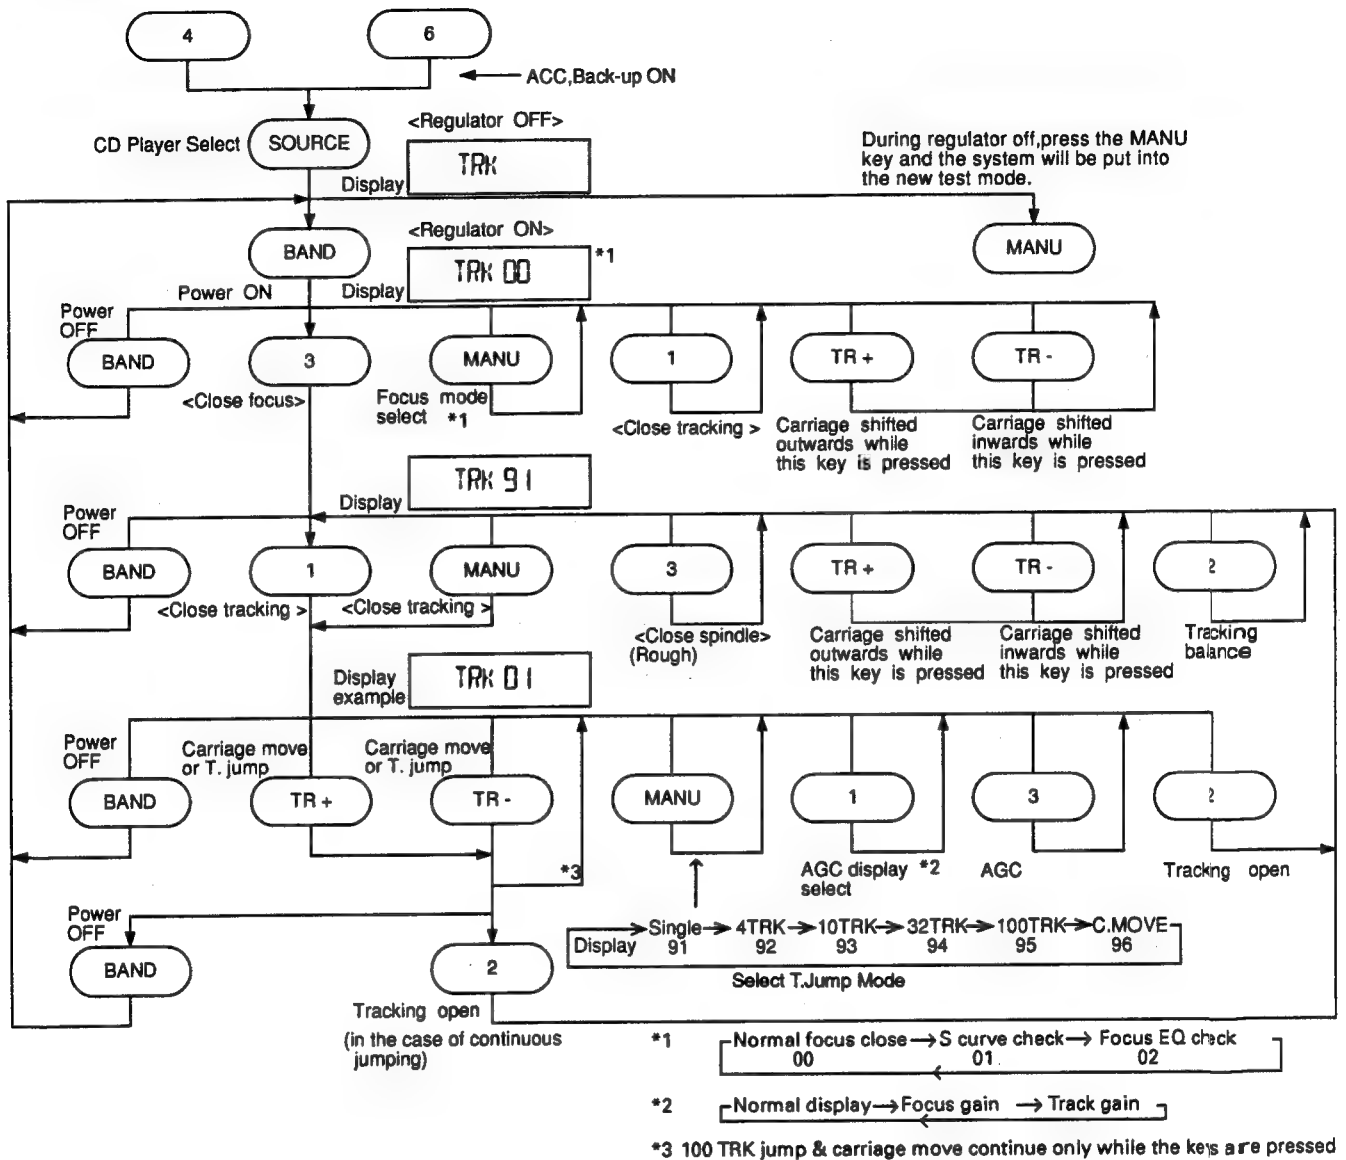 4
6
ACC,Back-up ON
CD Player Select
SOURCE
<Regulator OFF>
TRK
Display
During regulator off,press the MANU
key and the system will be put into
the new test mode.
MANU
BAND
<Regulator ON>
TRK 00
*1
Power ON
Display
Power
OFF
BAND
3
MANU
1
TR +
TR -
<Close focus>
Focus mode
select *1
<Close tracking >
Carriage shifted
outwards while
this key is pressed
Carriage shifted
inwards while
this key is pressed
TRK 91
Display
Power
OFF
BAND
1
MANU
3
TR +
TR -
2
<Close tracking >
<Close tracking >
<Close spindle>
(Rough)
Carriage shifted
outwards while
this key is pressed
Carriage shifted
inwards while
this key is pressed
Tracking
balance
Display
example
TRK 01
Power
OFF
Carriage move
or T. jump
Carriage move
or T. jump
BAND
TR +
TR -
MANU
1
3
2
*3
AGC display *2
select
AGC
Tracking open
Power
OFF
BAND
2
Tracking open
(in the case of continuous
jumping)
Single 4TRK 10TRK 32TRK 100TRK C.MOVE
Display 91 92 93 94 95 96
Select T.Jump Mode
*1 Normal focus close S curve check Focus EQ check
00 01 02
*2 Normal display Focus gain Track gain
*3 100 TRK jump & carriage move continue only while the keys are pressed